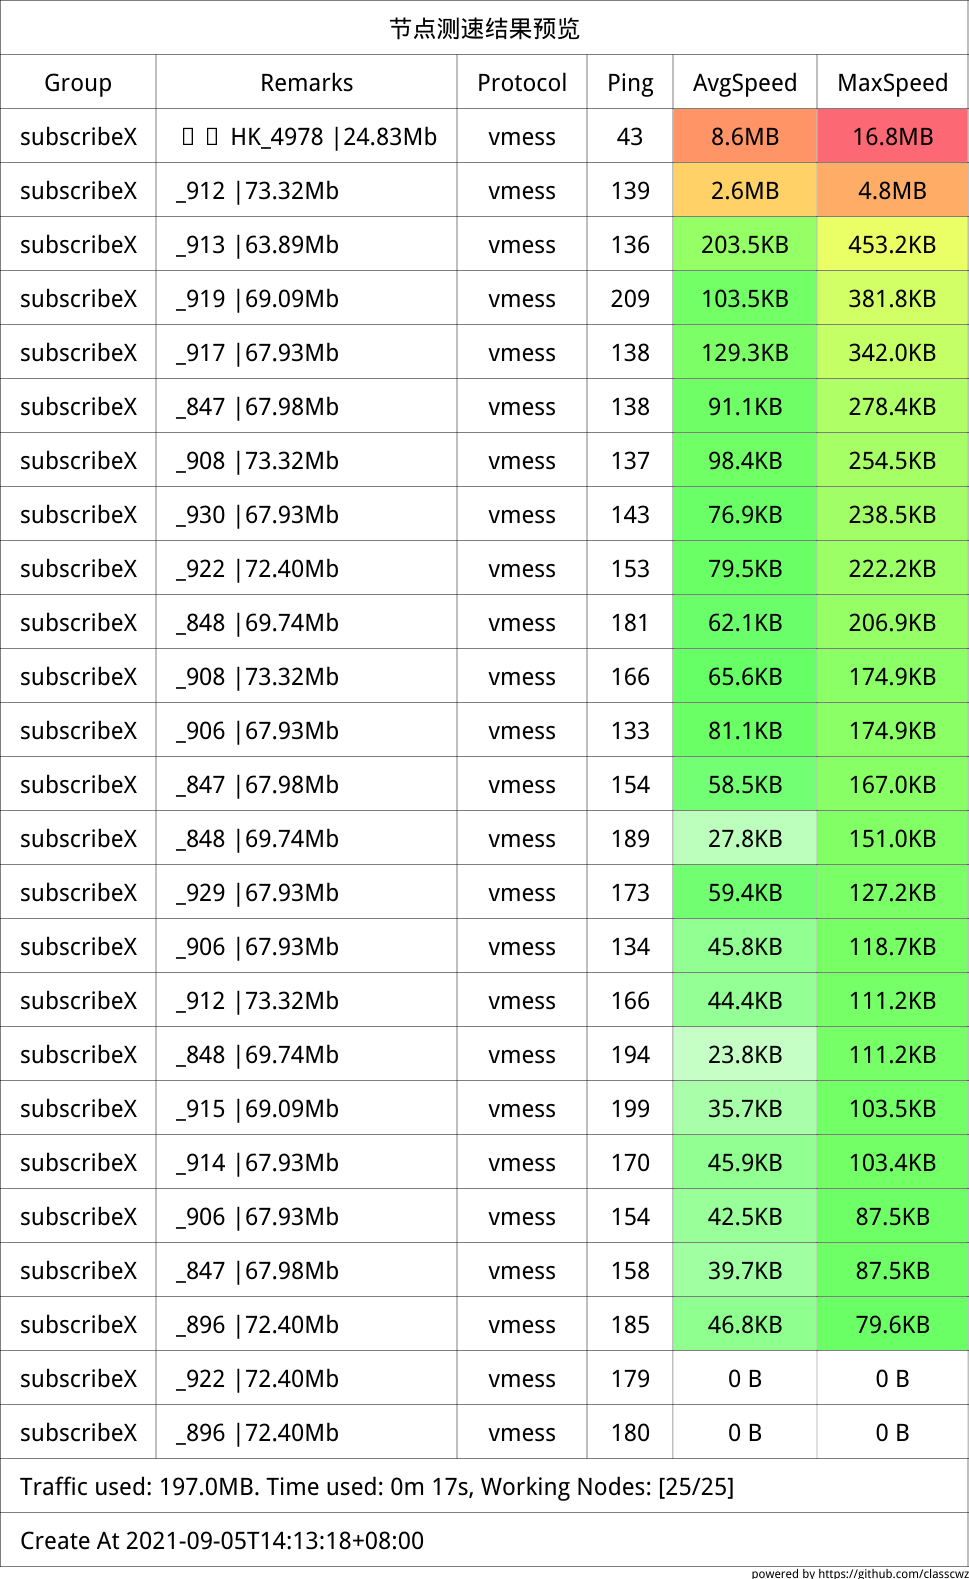 节点测速结果预览
Group Remarks Protocol Ping AvgSpeed MaxSpeed
subscribeX HK_4978 |24.83Mb vmess 43 8.6MB 16.8MB
subscribeX _912 |73.32Mb vmess 139 2.6MB 4.8MB
subscribeX _913 |63.89Mb vmess 136 203.5KB 453.2KB
subscribeX _919 |69.09Mb vmess 209 103.5KB 381.8KB
subscribeX _917 |67.93Mb vmess 138 129.3KB 342.0KB
subscribeX _847 |67.98Mb vmess 138 91.1KB 278.4KB
subscribeX _908 |73.32Mb vmess 137 98.4KB 254.5KB
subscribeX _930 |67.93Mb vmess 143 76.9KB 238.5KB
subscribeX _922 |72.40Mb vmess 153 79.5KB 222.2KB
subscribeX _848 |69.74Mb vmess 181 62.1KB 206.9KB
subscribeX _908 |73.32Mb vmess 166 65.6KB 174.9KB
subscribeX _906 |67.93Mb vmess 133 81.1KB 174.9KB
subscribeX _847 |67.98Mb vmess 154 58.5KB 167.0KB
subscribeX _848 |69.74Mb vmess 189 27.8KB 151.0KB
subscribeX _929 |67.93Mb vmess 173 59.4KB 127.2KB
subscribeX _906 |67.93Mb vmess 134 45.8KB 118.7KB
subscribeX _912 |73.32Mb vmess 166 44.4KB 111.2KB
subscribeX _848 |69.74Mb vmess 194 23.8KB 111.2KB
subscribeX _915 |69.09Mb vmess 199 35.7KB 103.5KB
subscribeX _914 |67.93Mb vmess 170 45.9KB 103.4KB
subscribeX _906 |67.93Mb vmess 154 42.5KB 87.5KB
subscribeX _847 |67.98Mb vmess 158 39.7KB 87.5KB
subscribeX _896 |72.40Mb vmess 185 46.8KB 79.6KB
subscribeX _922 |72.40Mb vmess 179 0 B 0 B
subscribeX _896 |72.40Mb vmess 180 0 B 0 B
Traffic used: 197.0MB. Time used: 0m 17s, Working Nodes: [25/25]
Create At 2021-09-05T14:13:18+08:00
powered by https://github.com/classcwz